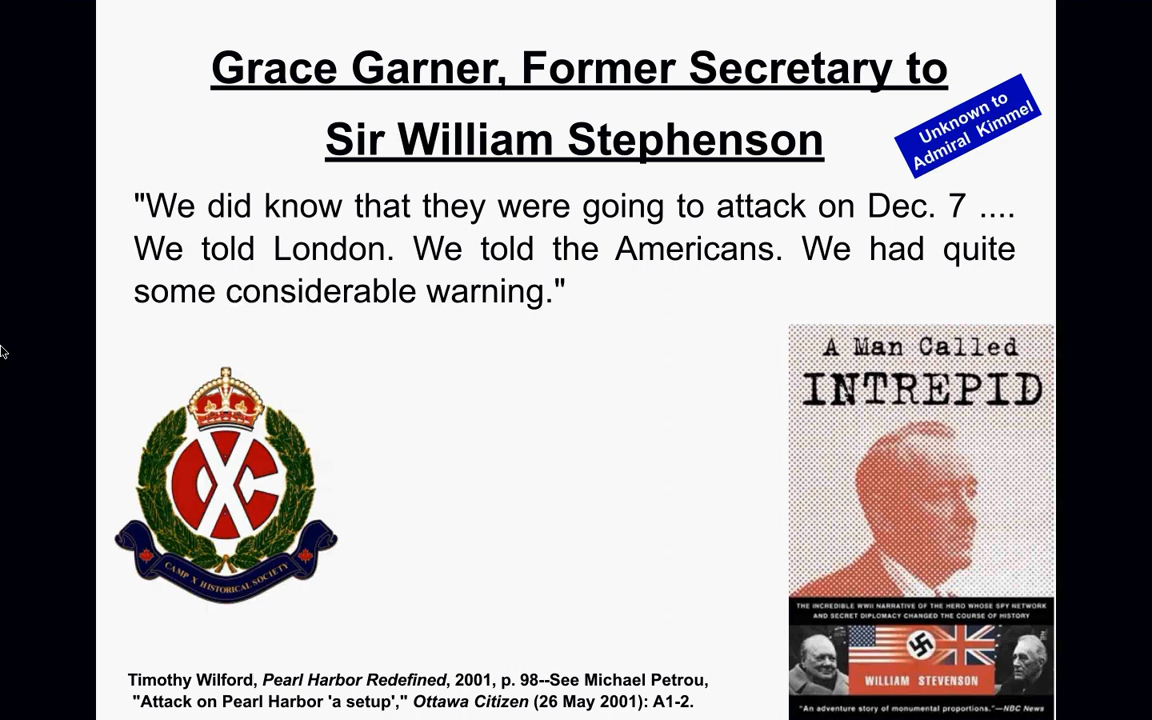 Grace Garner, Former Secretary to
Sir William Stephenson
Unknown to
Admiral Kimmel
"We did know that they were going to attack on Dec. 7 ....
We told London. We told the Americans. We had quite
some considerable warning."
A Man Called
INTREPID
CAMP X HISTORICAL SOCIETY
THE INCREDIBLE WWII NARRATIVE OF THE HERO WHOSE SPY NETWORK
AND SECRET DIPLOMACY CHANGED THE COURSE OF HISTORY
WILLIAM STEVENSON
"An adventure story of monumental proportions."—NBC News
Timothy Wilford, Pearl Harbor Redefined, 2001, p. 98--See Michael Petrou,
"Attack on Pearl Harbor 'a setup'," Ottawa Citizen (26 May 2001): A1-2.